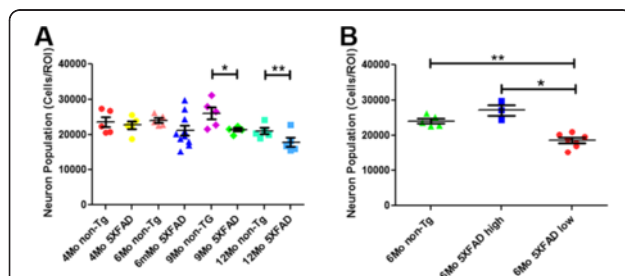 A
B
Neuron Population (Cells/ROI)
40000
30000
20000
10000
0
*
**
4Mo non-Tg
4Mo 5XFAD
6Mo non-Tg
6mMo 5XFAD
9Mo non-TG
9Mo 5XFAD
12Mo non-Tg
12Mo 5XFAD
Neuron Population (Cells/ROI)
40000
30000
20000
10000
0
**
*
6Mo non-Tg
6Mo 5XFAD high
6Mo 5XFAD low